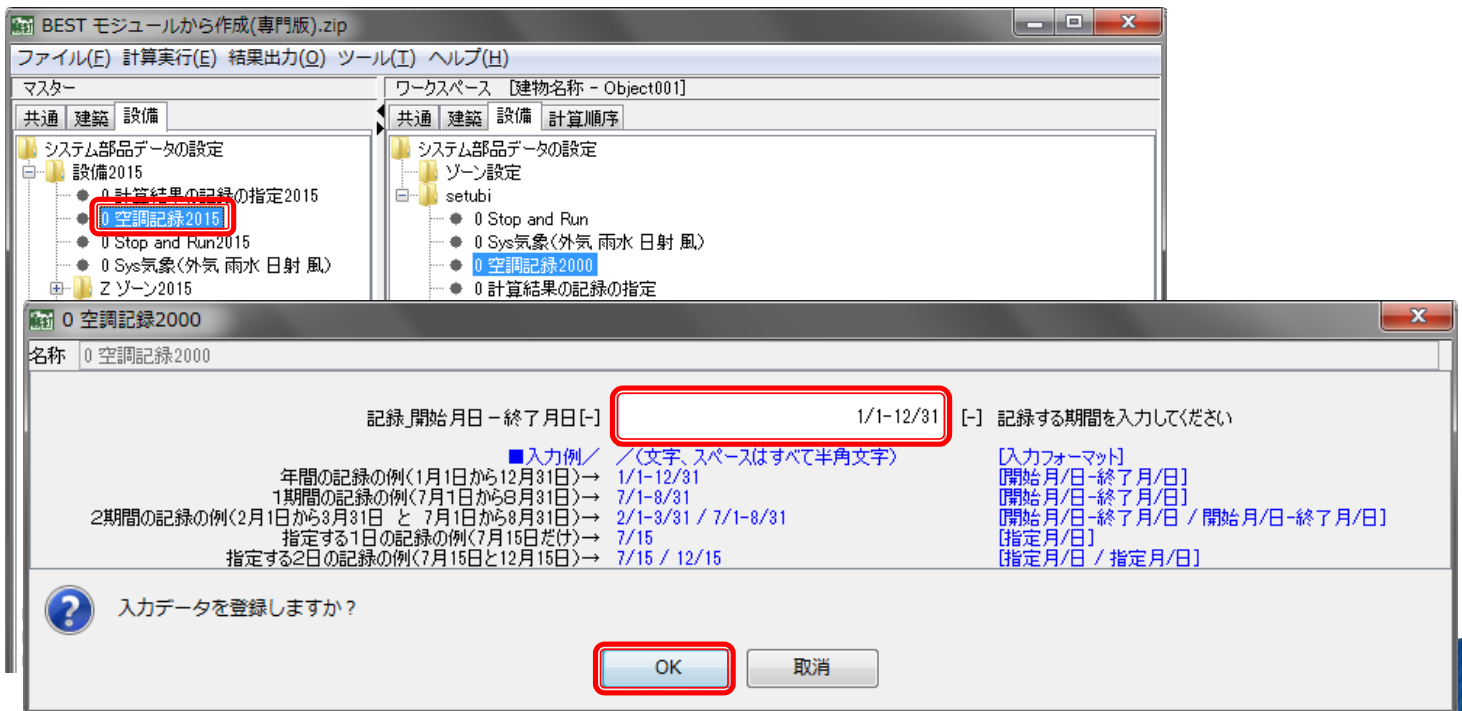 BEST モジュールから作成(専門版).zip
ファイル(F) 計算実行(E) 結果出力(O) ツール(T) ヘルプ(H)
マスター
共通 建築 設備
システム部品データの設定
設備2015
0 計算結果の記録の指定2015
0 空調記録2015
0 Stop and Run2015
0 Sys気象(外気 雨水 日射 風)
Z ゾーン2015
ワークスペース [建物名称 - Object001]
共通 建築 設備 計算順序
システム部品データの設定
ゾーン設定
setubi
0 Stop and Run
0 Sys気象(外気 雨水 日射 風)
0 空調記録2000
0 計算結果の記録の指定
0 空調記録2000
名称 0 空調記録2000
記録_開始月日-終了月日[-] 1/1-12/31 [-] 記録する期間を入力してください
■入力例/ /(文字、スペースはすべて半角文字) [入力フォーマット]
年間の記録の例(1月1日から12月31日)→ 1/1-12/31 [開始月/日-終了月/日]
1期間の記録の例(7月1日から8月31日)→ 7/1-8/31 [開始月/日-終了月/日]
2期間の記録の例(2月1日から3月31日 と 7月1日から8月31日)→ 2/1-3/31 / 7/1-8/31 [開始月/日-終了月/日 / 開始月/日-終了月/日]
指定する1日の記録の例(7月15日だけ)→ 7/15 [指定月/日]
指定する2日の記録の例(7月15日と12月15日)→ 7/15 / 12/15 [指定月/日 / 指定月/日]
入力データを登録しますか?
OK 取消